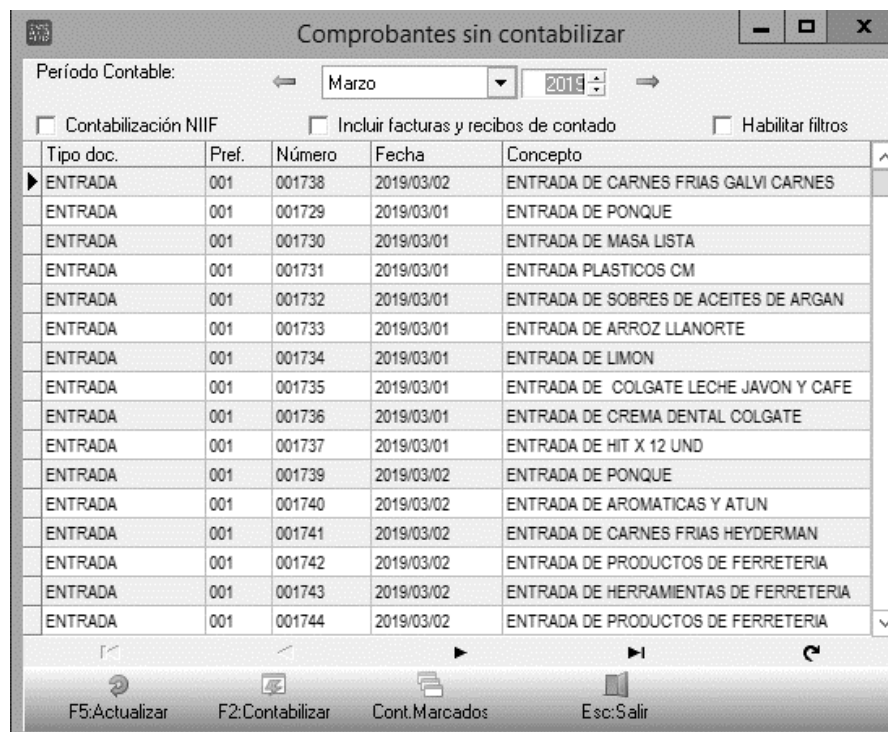 Comprobantes sin contabilizar
Período Contable: Marzo 2019
Contabilización NIIF Incluir facturas y recibos de contado Habilitar filtros
Tipo doc. Pref. Número Fecha Concepto
ENTRADA 001 001738 2019/03/02 ENTRADA DE CARNES FRIAS GALVI CARNES
ENTRADA 001 001729 2019/03/01 ENTRADA DE PONQUE
ENTRADA 001 001730 2019/03/01 ENTRADA DE MASA LISTA
ENTRADA 001 001731 2019/03/01 ENTRADA PLASTICOS CM
ENTRADA 001 001732 2019/03/01 ENTRADA DE SOBRES DE ACEITES DE ARGAN
ENTRADA 001 001733 2019/03/01 ENTRADA DE ARROZ LLANORTE
ENTRADA 001 001734 2019/03/01 ENTRADA DE LIMON
ENTRADA 001 001735 2019/03/01 ENTRADA DE COLGATE LECHE JAVON Y CAFE
ENTRADA 001 001736 2019/03/01 ENTRADA DE CREMA DENTAL COLGATE
ENTRADA 001 001737 2019/03/01 ENTRADA DE HIT X 12 UND
ENTRADA 001 001739 2019/03/02 ENTRADA DE PONQUE
ENTRADA 001 001740 2019/03/02 ENTRADA DE AROMATICAS Y ATUN
ENTRADA 001 001741 2019/03/02 ENTRADA DE CARNES FRIAS HEYDERMAN
ENTRADA 001 001742 2019/03/02 ENTRADA DE PRODUCTOS DE FERRETERIA
ENTRADA 001 001743 2019/03/02 ENTRADA DE HERRAMIENTAS DE FERRETERIA
ENTRADA 001 001744 2019/03/02 ENTRADA DE PRODUCTOS DE FERRETERIA
F5:Actualizar F2:Contabilizar Cont.Marcados Esc:Salir